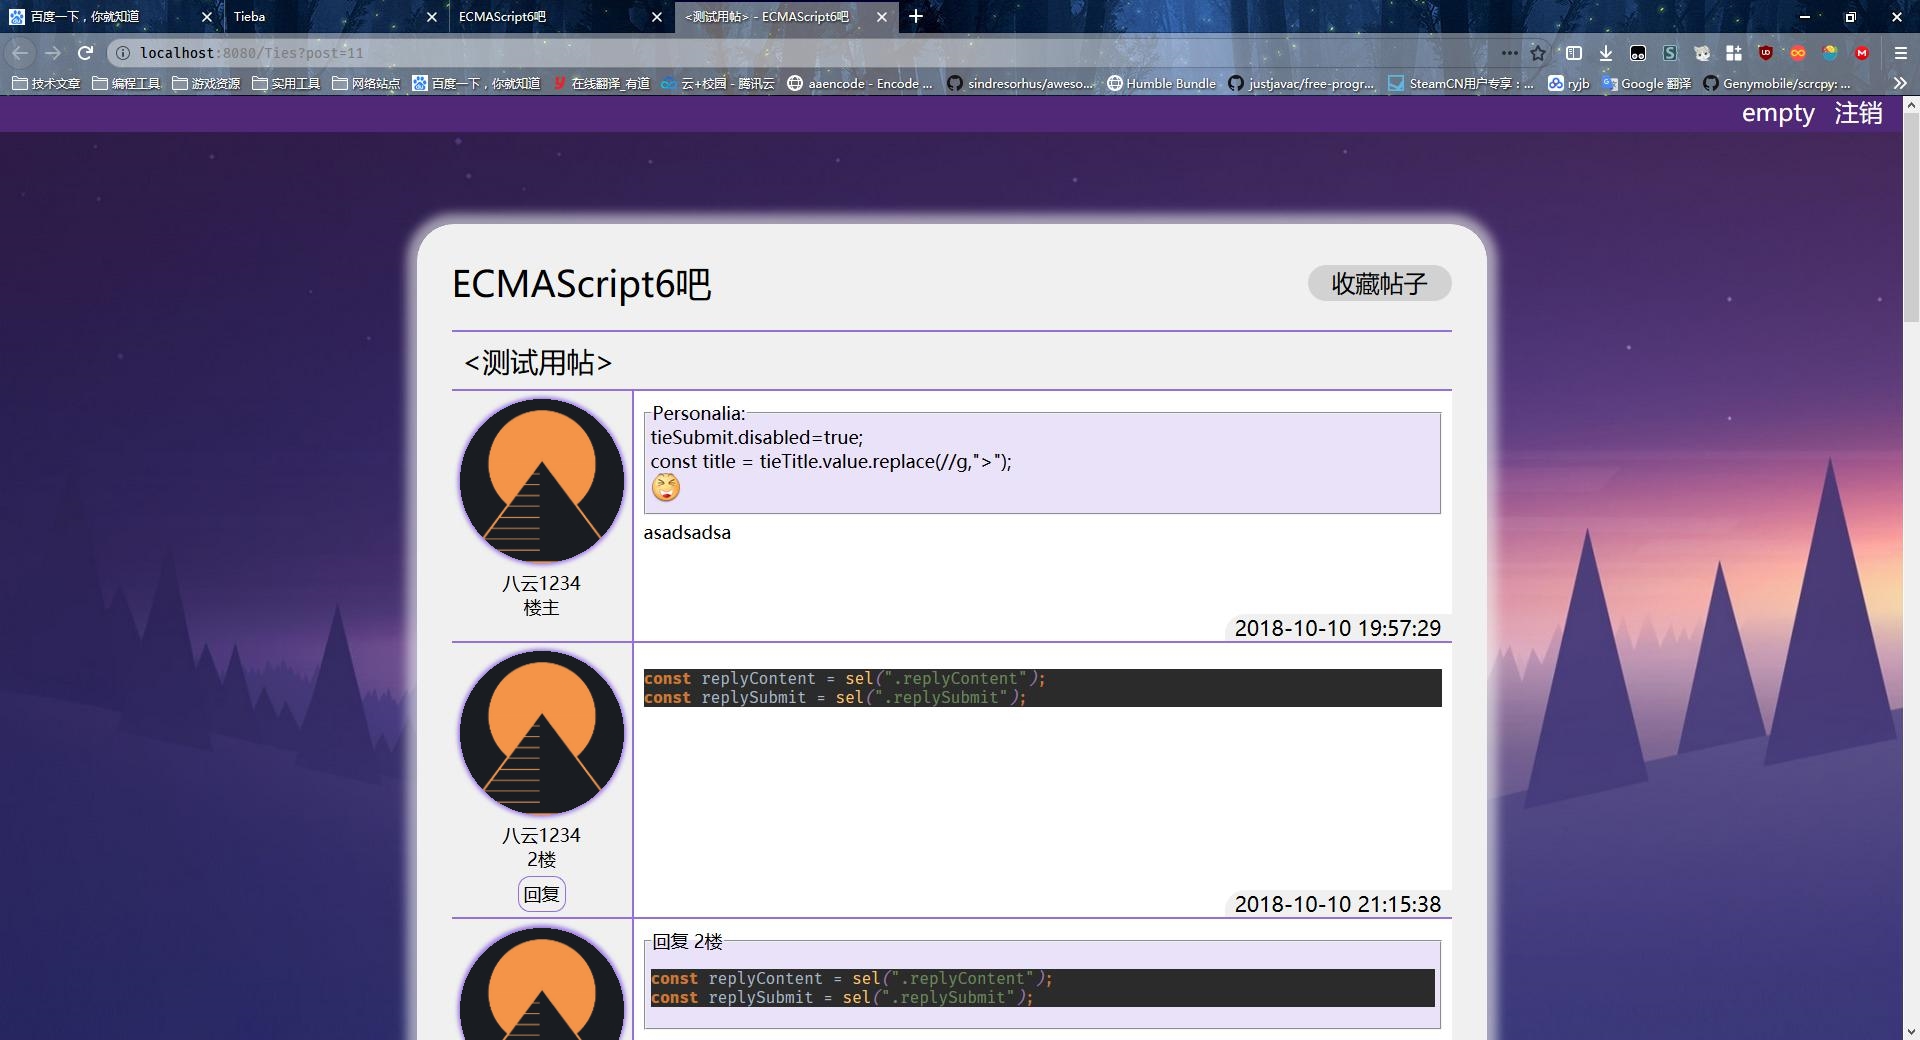 百度一下，你就知道
Tieba
ECMAScript6吧
<测试用帖> - ECMAScript6吧
localhost:8080/Ties?post=11
技术文章
编程工具
游戏资源
实用工具
网络站点
百度一下，你就知道
在线翻译_有道
云+校园 - 腾讯云
aaencode - Encode ...
sindresorhus/aweso...
Humble Bundle
justjavac/free-progr...
SteamCN用户专享：...
ryjb
Google 翻译
Genymobile/scrcpy: ...
empty 注销
ECMAScript6吧
收藏帖子
<测试用帖>
Personalia:
tieSubmit.disabled=true;
const title = tieTitle.value.replace(//g,">");
asadsadsa
八云1234
楼主
2018-10-10 19:57:29
const replyContent = sel(".replyContent");
const replySubmit = sel(".replySubmit");
八云1234
2楼
回复
2018-10-10 21:15:38
回复 2楼
const replyContent = sel(".replyContent");
const replySubmit = sel(".replySubmit");